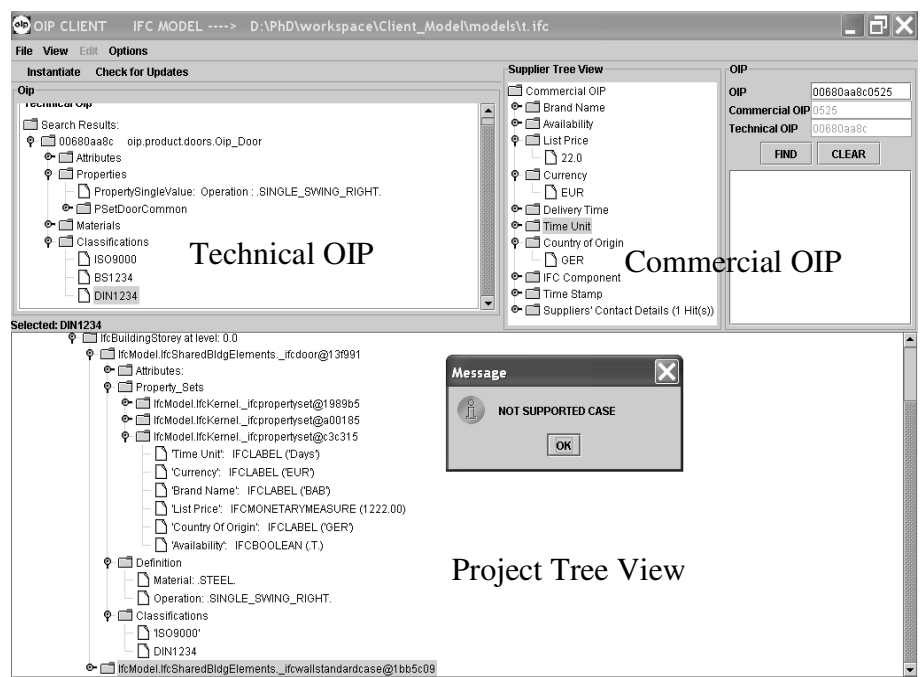 oip OIP CLIENT IFC MODEL ----> D:\PhD\workspace\Client_Model\models\t.ifc
File View Edit Options
Instantiate Check for Updates
Oip
Technical Oip
Search Results:
00680aa8c oip.product.doors.Oip_Door
Attributes
Properties
PropertySingleValue: Operation : .SINGLE_SWING_RIGHT.
PSetDoorCommon
Materials
Classifications
ISO9000
BS1234
DIN1234
Technical OIP
Supplier Tree View
Commercial OIP
Brand Name
Availability
List Price
22.0
Currency
EUR
Delivery Time
Time Unit
Country of Origin
GER
IFC Component
Time Stamp
Suppliers' Contact Details (1 Hit(s))
Commercial OIP
OIP
OIP 00680aa8c0525
Commercial OIP 0525
Technical OIP 00680aa8c
FIND CLEAR
Selected: DIN1234
IfcBuildingStorey at level: 0.0
IfcModel.IfcSharedBldgElements._ifcdoor@13f991
Attributes:
Property_Sets
IfcModel.IfcKernel._ifcpropertyset@1989b5
IfcModel.IfcKernel._ifcpropertyset@a00185
IfcModel.IfcKernel._ifcpropertyset@c3c315
'Time Unit': IFCLABEL ('Days')
'Currency': IFCLABEL ('EUR')
'Brand Name': IFCLABEL ('BAB')
'List Price': IFCMONETARYMEASURE (1222.00)
'Country Of Origin': IFCLABEL ('GER')
'Availability': IFCBOOLEAN (.T.)
Definition
Material: .STEEL.
Operation: .SINGLE_SWING_RIGHT.
Classifications
'ISO9000'
DIN1234
IfcModel.IfcSharedBldgElements._ifcwallstandardcase@1bb5c09
Message
NOT SUPPORTED CASE
OK
Project Tree View